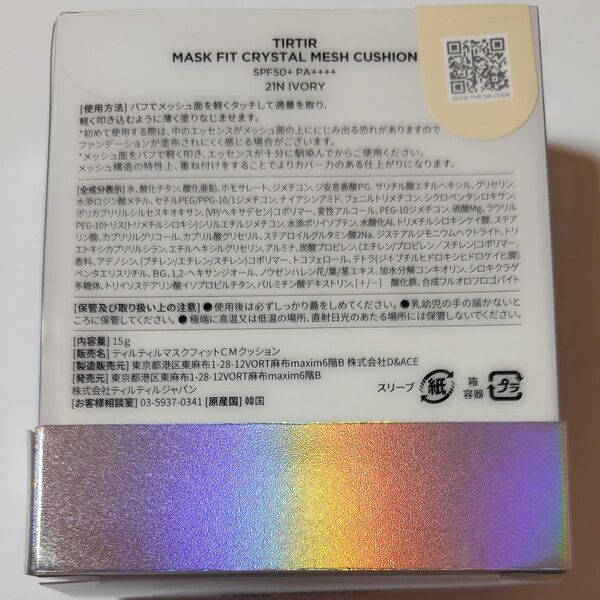 TIRTIR
MASK FIT CRYSTAL MESH CUSHION
SPF50+ PA++++
21N IVORY
SCAN THE QR CODE
[使用方法] パフでメッシュ面を軽くタッチして適量を取り、
軽く叩き込むように薄く塗りなじませます。
*初めて使用する際は、中のエッセンスがメッシュ面の上ににじみ出る恐れがありますので
ファンデーションが塗布されにくく感じる場合がございます。
*メッシュ面をパフで軽く叩き、エッセンスが十分に馴染んでからご使用ください。
メッシュ構造の特性上、重ね付けをすることでよりカバー力のある仕上がりになります。
[全成分表示] 水、酸化チタン、酸化亜鉛、ホモサレート、ジメチコン、ジ安息香酸PG、サリチル酸エチルヘキシル、グリセリン、
水添ロジン酸メチル、セチルPEG/PPG-10/1ジメチコン、ナイアシンアミド、フェニルトリメチコン、シクロペンタシロキサン、
ポリカプリリルシルセスキオキサン、(VP/ヘキサデセン)コポリマー、変性アルコール、PEG-10ジメチコン、硫酸Mg、ラウリル
PEG-10トリス(トリメチルシロキシ)シリルエチルジメチコン、水添ポリイソブテン、水酸化Al、トリメチルシロキシケイ酸、ステア
リン酸、カプリリルグリコール、カプリル酸グリセリル、ステアロイルグルタミン酸2Na、ジステアルジモニウムヘクトライト、トリ
エトキシカプリリルシラン、エチルヘキシルグリセリン、アルミナ、炭酸プロピレン、(エチレン/プロピレン/スチレン)コポリマー、
香料、アデノシン、(ブチレン/エチレン/スチレン)コポリマー、トコフェロール、テトラ(ジ-t-ブチルヒドロキシヒドロケイヒ酸)
ペンタエリスリチル、BG、1,2-ヘキサンジオール、ノウゼンハレン花/葉/茎エキス、加水分解コンキオリン、シロキクラゲ
多糖体、トリイソステアリン酸イソプロピルチタン、パルミチン酸デキストリン、[+/-] 酸化鉄、合成フルオロフロゴパイト
[保管及び取り扱い上の注意] ●使用後は必ずしっかり蓋をしめてください。●乳幼児の手の届かないと
ころに保管してください。●極端に高温又は低温の場所、直射日光のあたる場所には保管しないでください。
[内容量] 15g
[販売名] ティルティルマスクフィットCMクッション
[製造販売元] 東京都港区東麻布1-28-12VORT麻布maxim6階B 株式会社D&ACE
[発売元] 東京都港区東麻布1-28-12VORT麻布maxim6階B
株式会社ティルティルジャパン
[お客様相談室] 03-5937-0341 [原産国] 韓国
スリーブ 紙 箱 容器 プラ